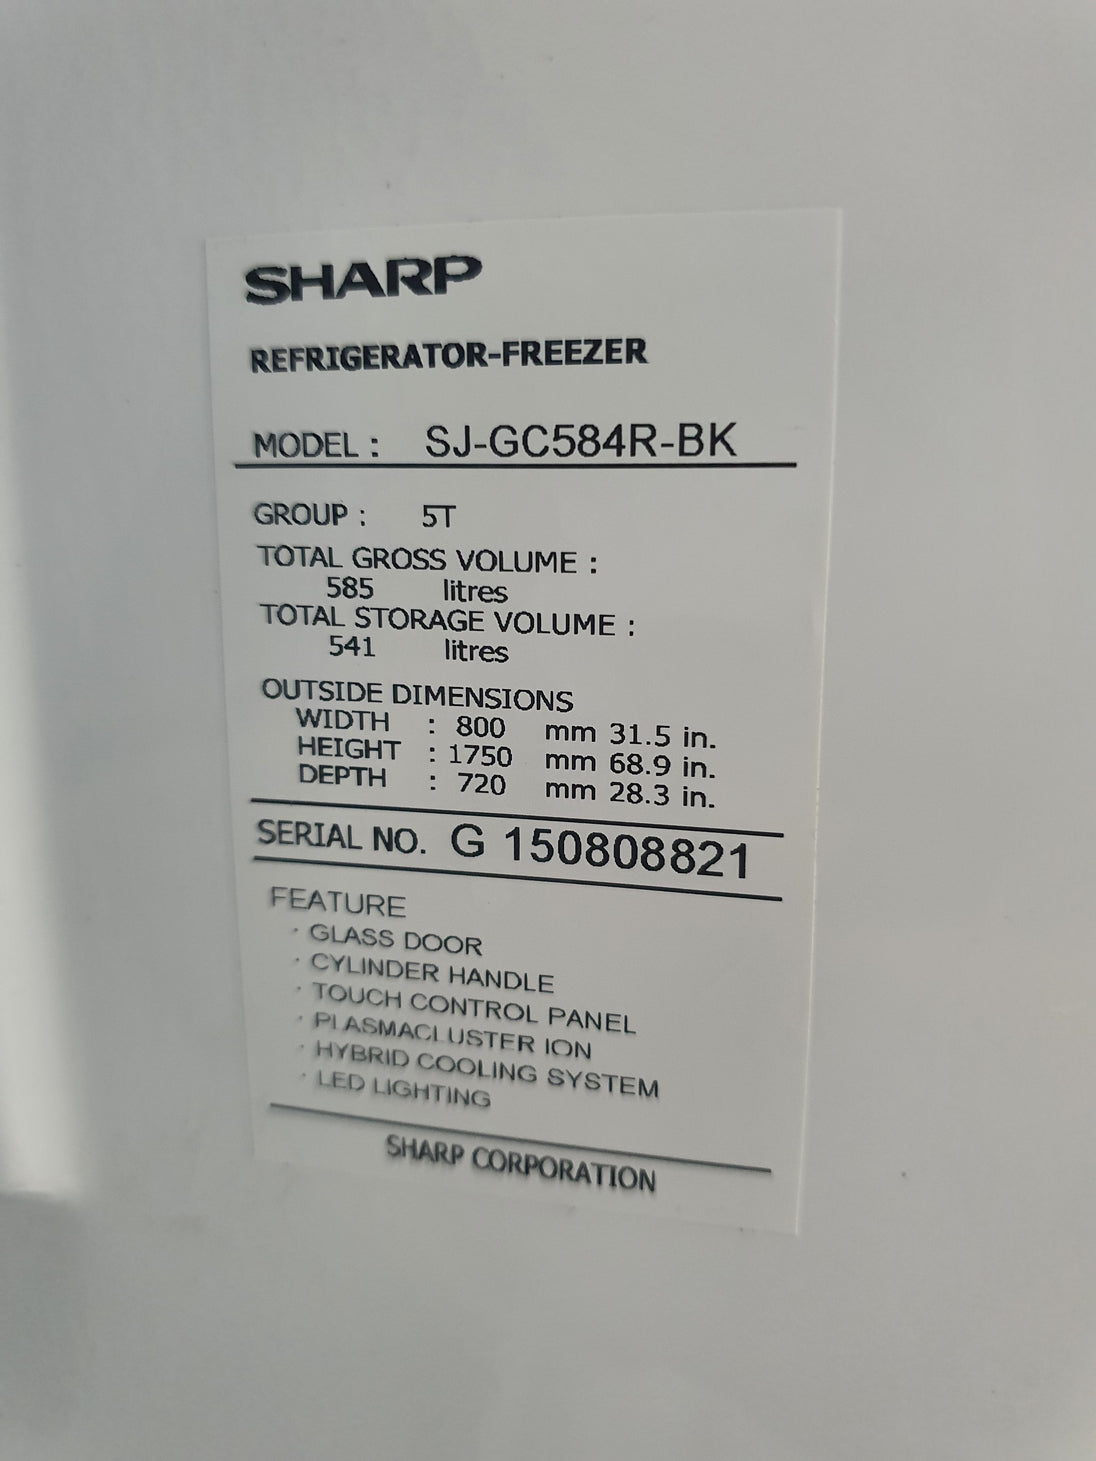 SHARP
REFRIGERATOR-FREEZER
MODEL : SJ-GC584R-BK
GROUP : 5T
TOTAL GROSS VOLUME :
585 litres
TOTAL STORAGE VOLUME :
541 litres
OUTSIDE DIMENSIONS
WIDTH : 800 mm 31.5 in.
HEIGHT : 1750 mm 68.9 in.
DEPTH : 720 mm 28.3 in.
SERIAL NO. G 150808821
FEATURE
· GLASS DOOR
· CYLINDER HANDLE
· TOUCH CONTROL PANEL
· PLASMACLUSTER ION
· HYBRID COOLING SYSTEM
· LED LIGHTING
SHARP CORPORATION